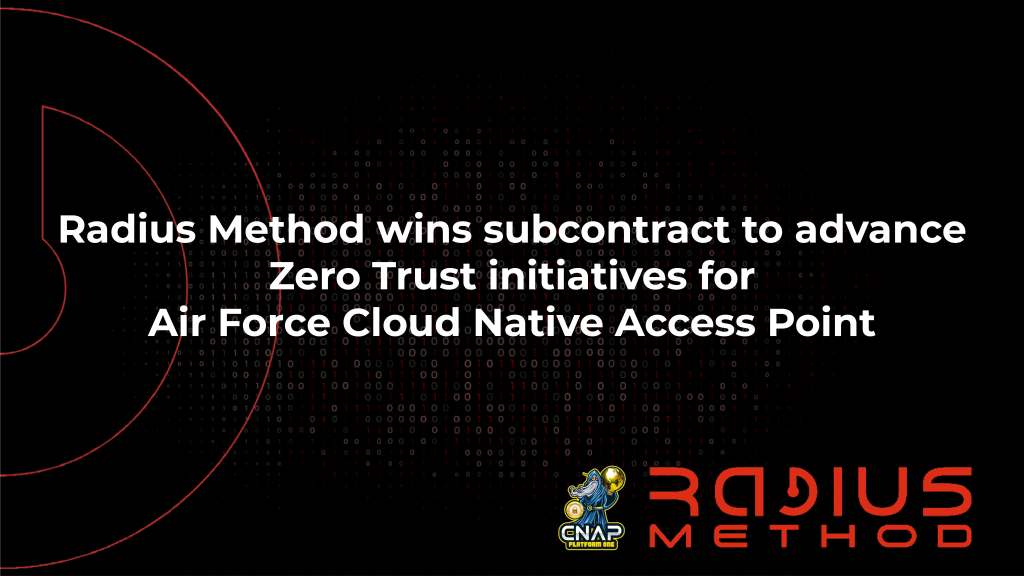 Radius Method wins subcontract to advance
Zero Trust initiatives for
Air Force Cloud Native Access Point
CNAP
PLATFORM ONE
RADIUS
METHOD